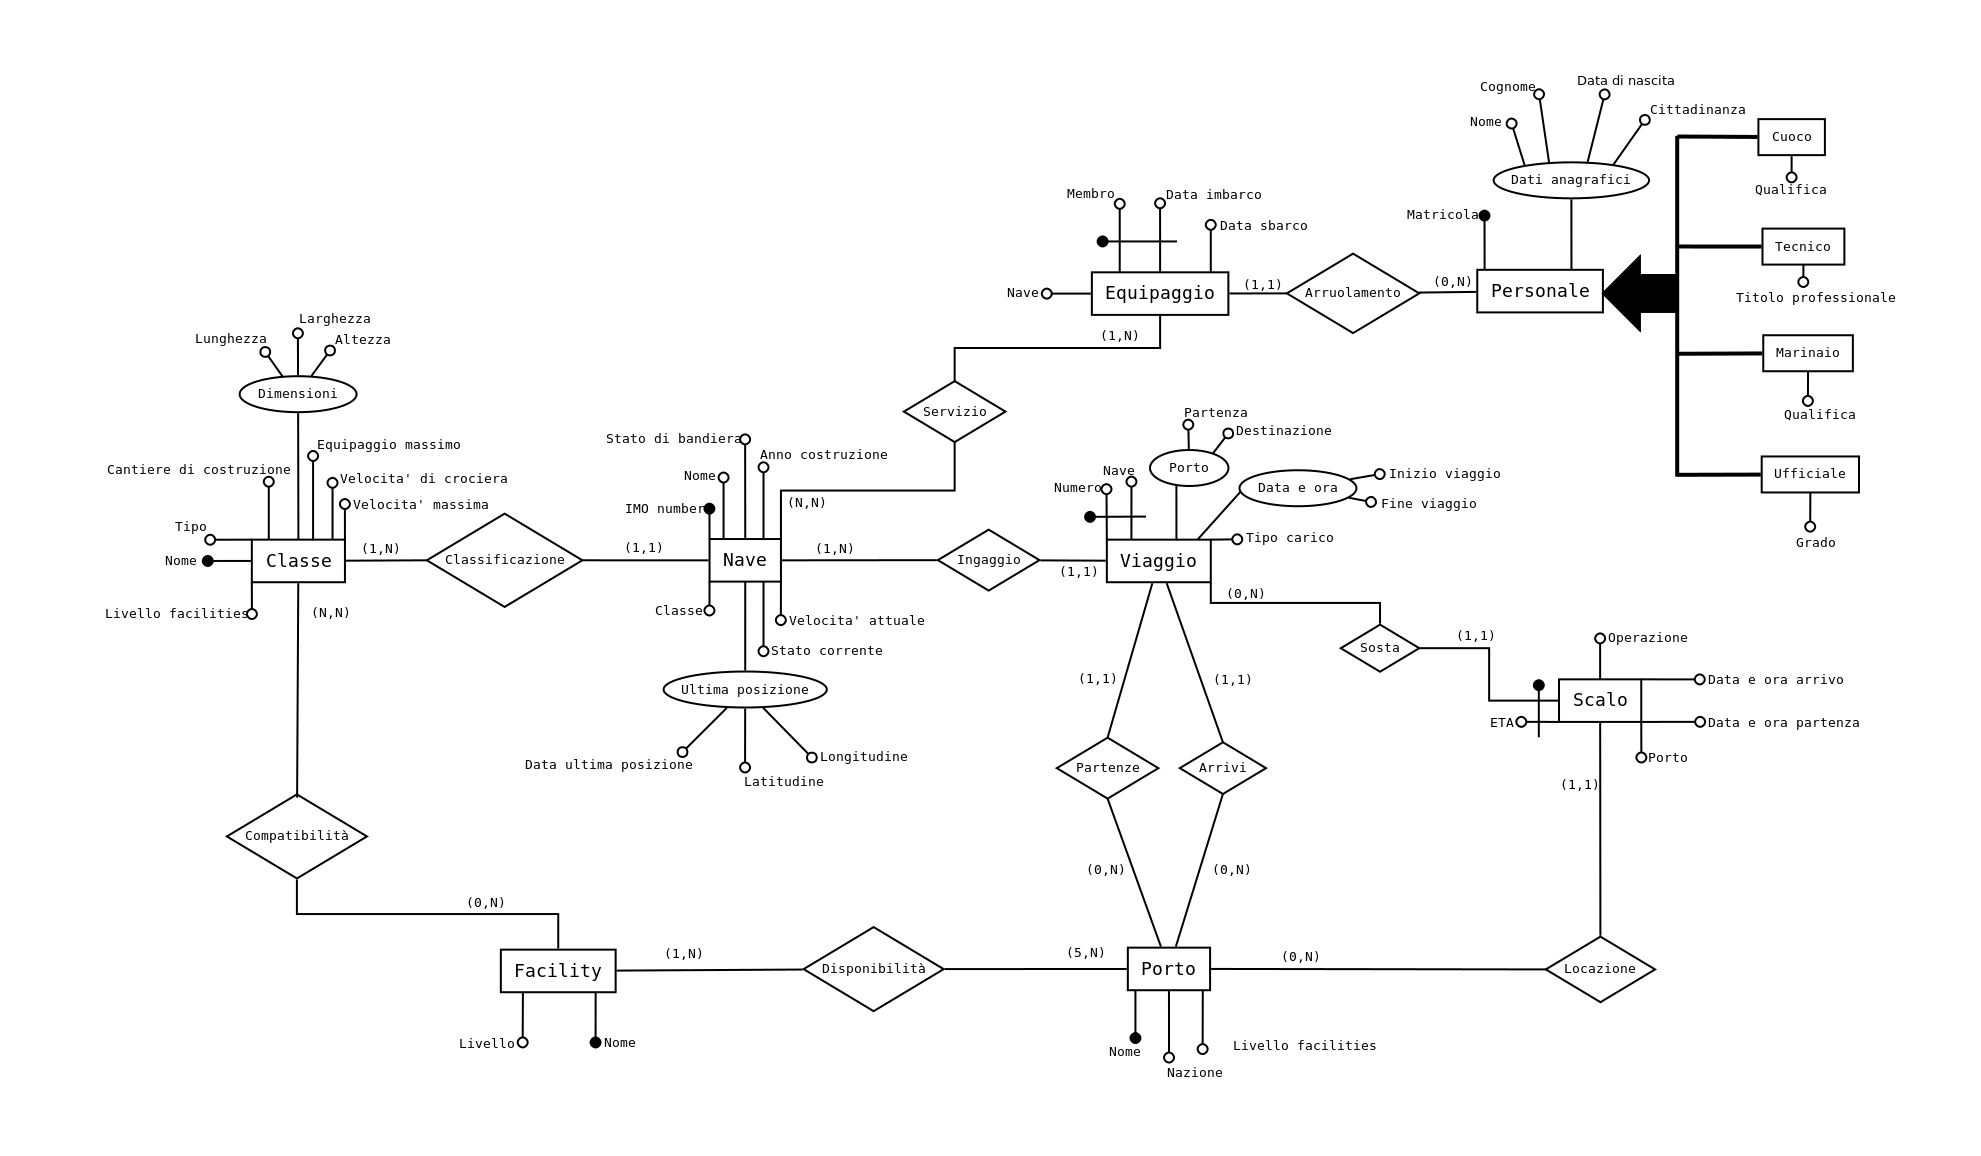 Cognome
Data di nascita
Nome
Cittadinanza
Cuoco
Dati anagrafici
Qualifica
Membro
Data imbarco
Matricola
Data sbarco
Tecnico
Nave
Equipaggio
(1,1)
Arruolamento
(0,N)
Personale
Titolo professionale
Larghezza
Lunghezza
Altezza
(1,N)
Marinaio
Dimensioni
Servizio
Partenza
Qualifica
Stato di bandiera
Destinazione
Equipaggio massimo
Anno costruzione
Cantiere di costruzione
Nome
Nave
Porto
Inizio viaggio
Ufficiale
Velocita' di crociera
Numero
Data e ora
Velocita' massima
IMO number
(N,N)
Fine viaggio
Tipo
Tipo carico
Grado
Nome
Classe
(1,N)
Classificazione
(1,1)
Nave
(1,N)
Ingaggio
(1,1)
Viaggio
Livello facilities
(N,N)
Classe
Velocita' attuale
(0,N)
Stato corrente
Sosta
(1,1)
Operazione
Ultima posizione
(1,1)
(1,1)
Data e ora arrivo
Scalo
ETA
Data e ora partenza
Data ultima posizione
Longitudine
Latitudine
Partenze
Arrivi
Porto
(1,1)
Compatibilità
(0,N)
(0,N)
(0,N)
Facility
(1,N)
Disponibilità
(5,N)
Porto
(0,N)
Locazione
Livello
Nome
Nome
Livello facilities
Nazione